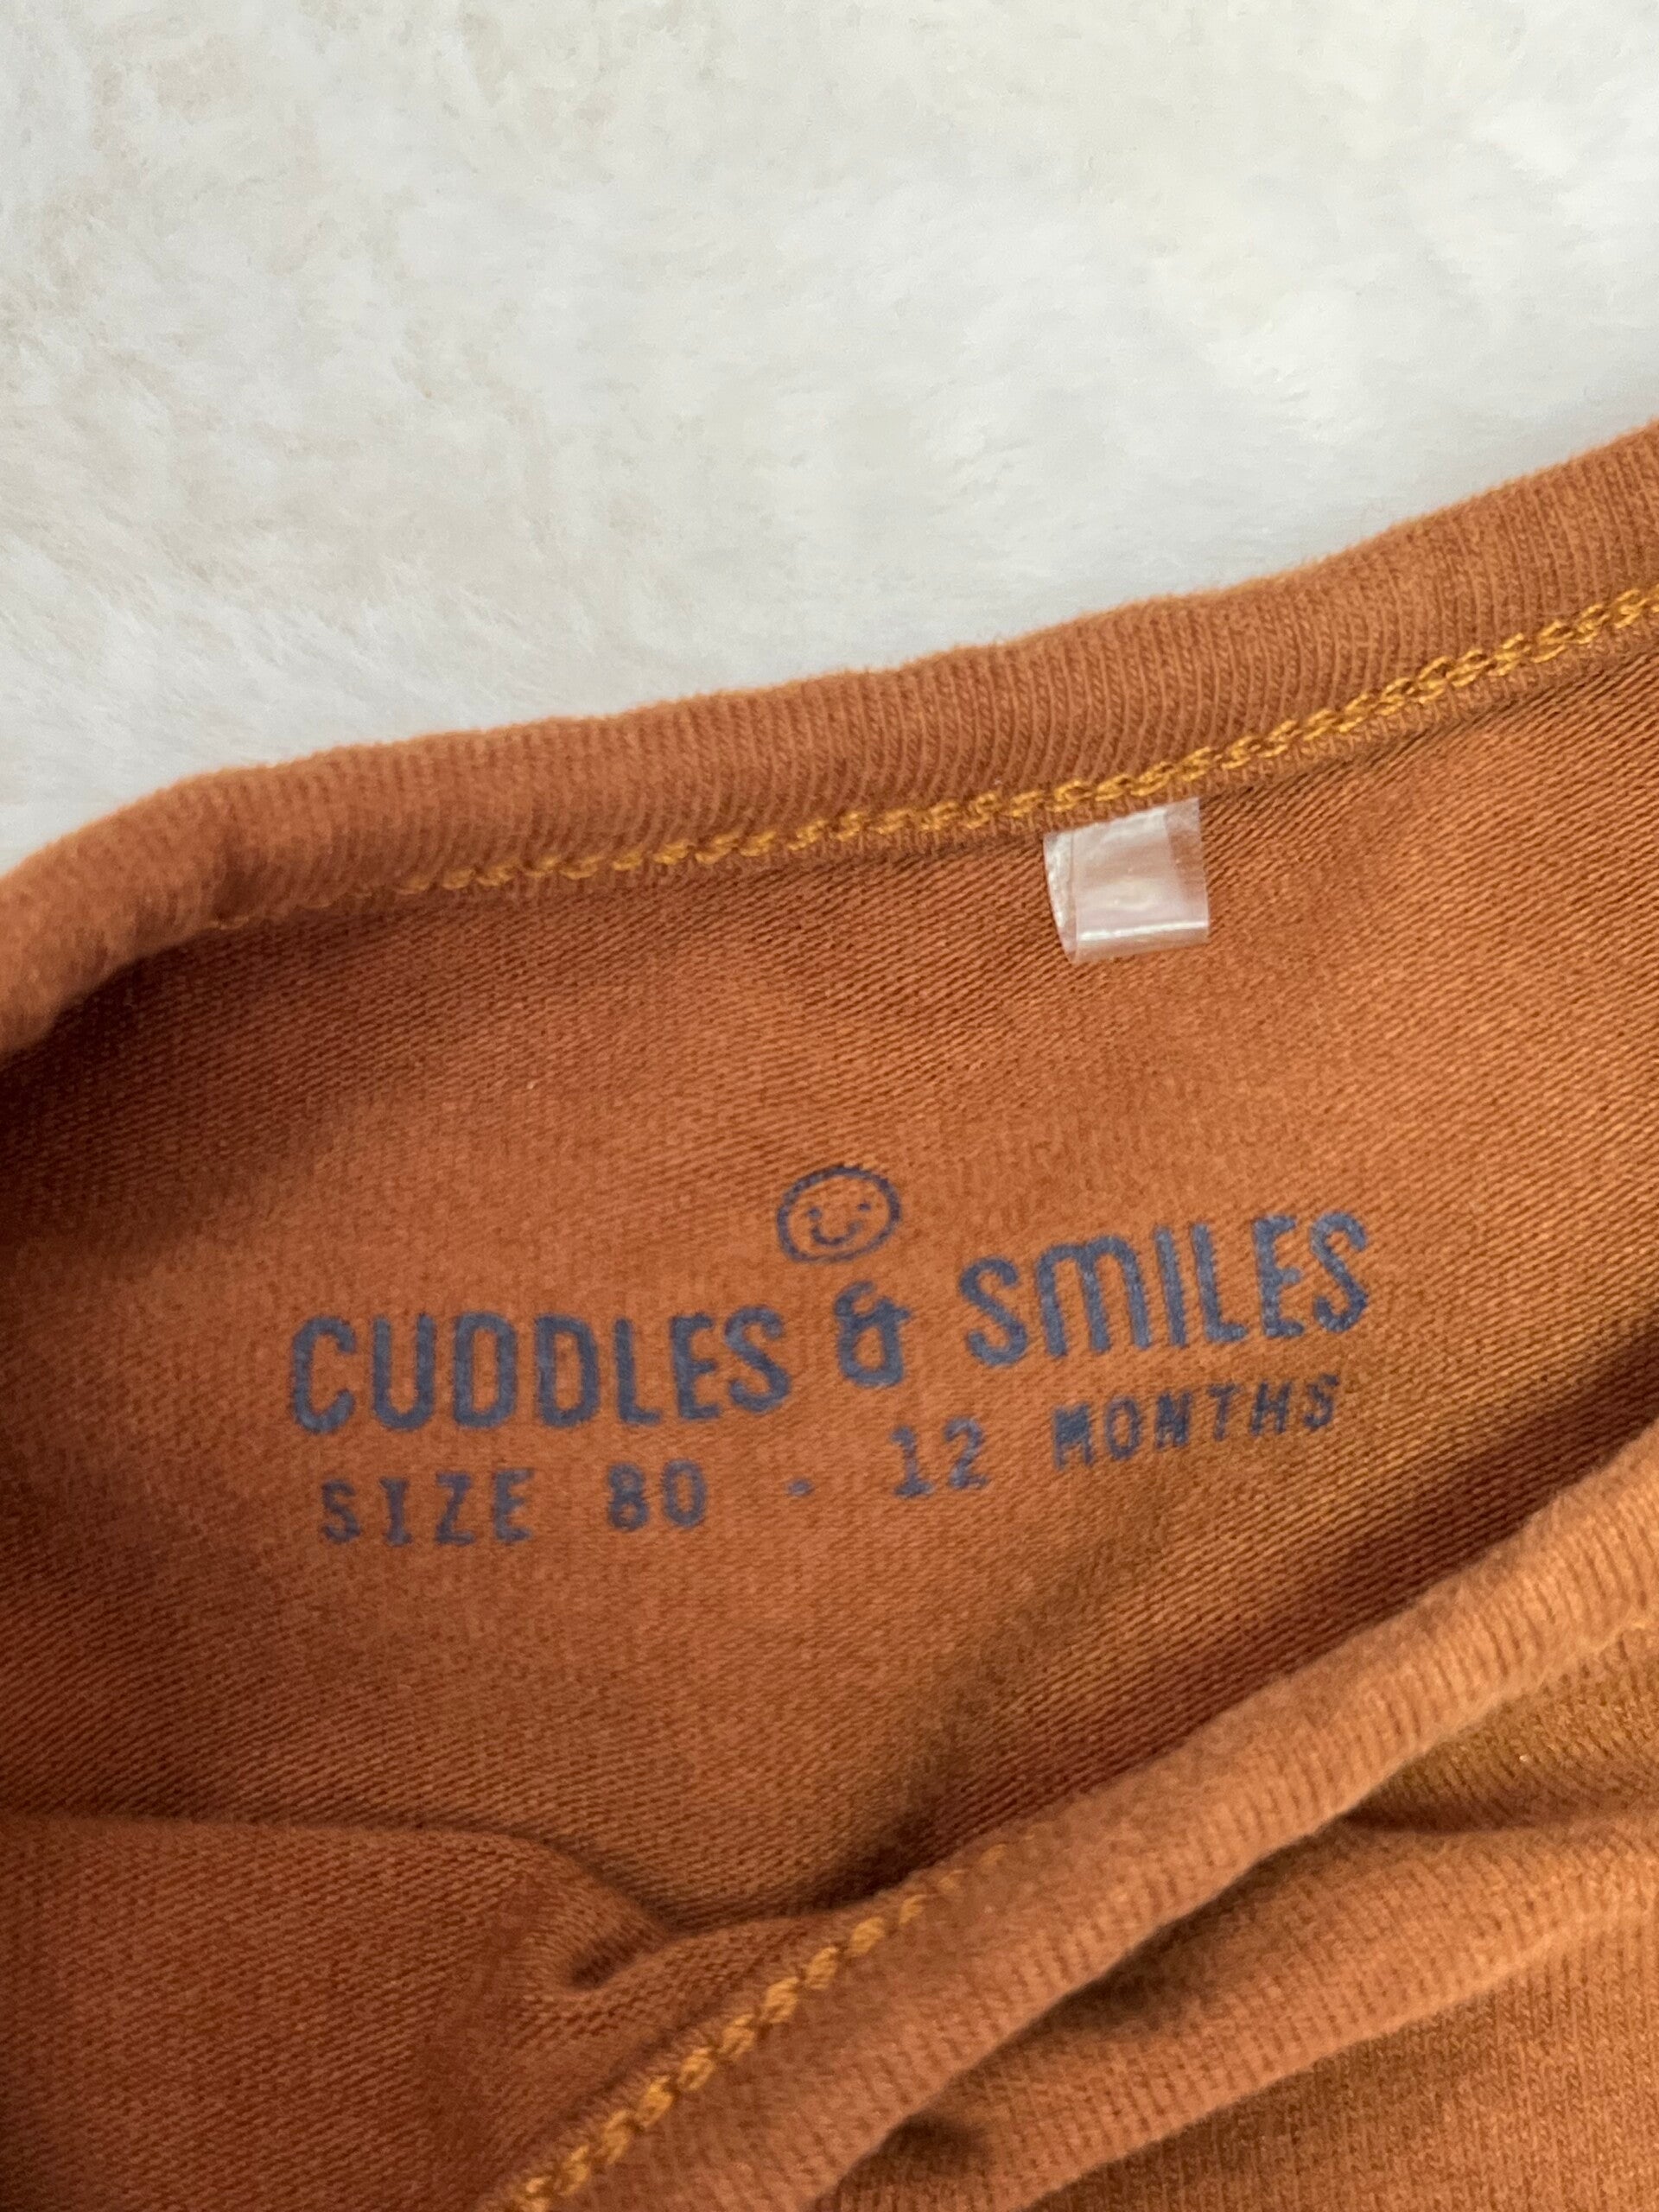 CUDDLES & SMILES
SIZE 80 - 12 MONTHS